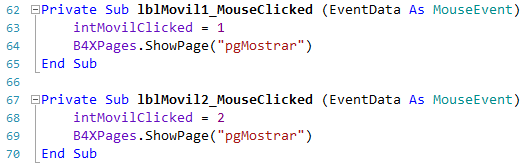 62 Private Sub lblMovil1_MouseClicked (EventData As MouseEvent)
63 intMovilClicked = 1
64 B4XPages.ShowPage("pgMostrar")
65 End Sub
66
67 Private Sub lblMovil2_MouseClicked (EventData As MouseEvent)
68 intMovilClicked = 2
69 B4XPages.ShowPage("pgMostrar")
70 End Sub